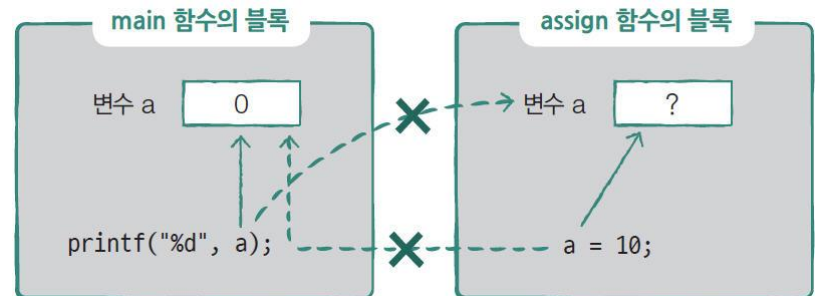 main 함수의 블록
assign 함수의 블록
변수 a 0
변수 a ?
printf("%d", a);
a = 10;